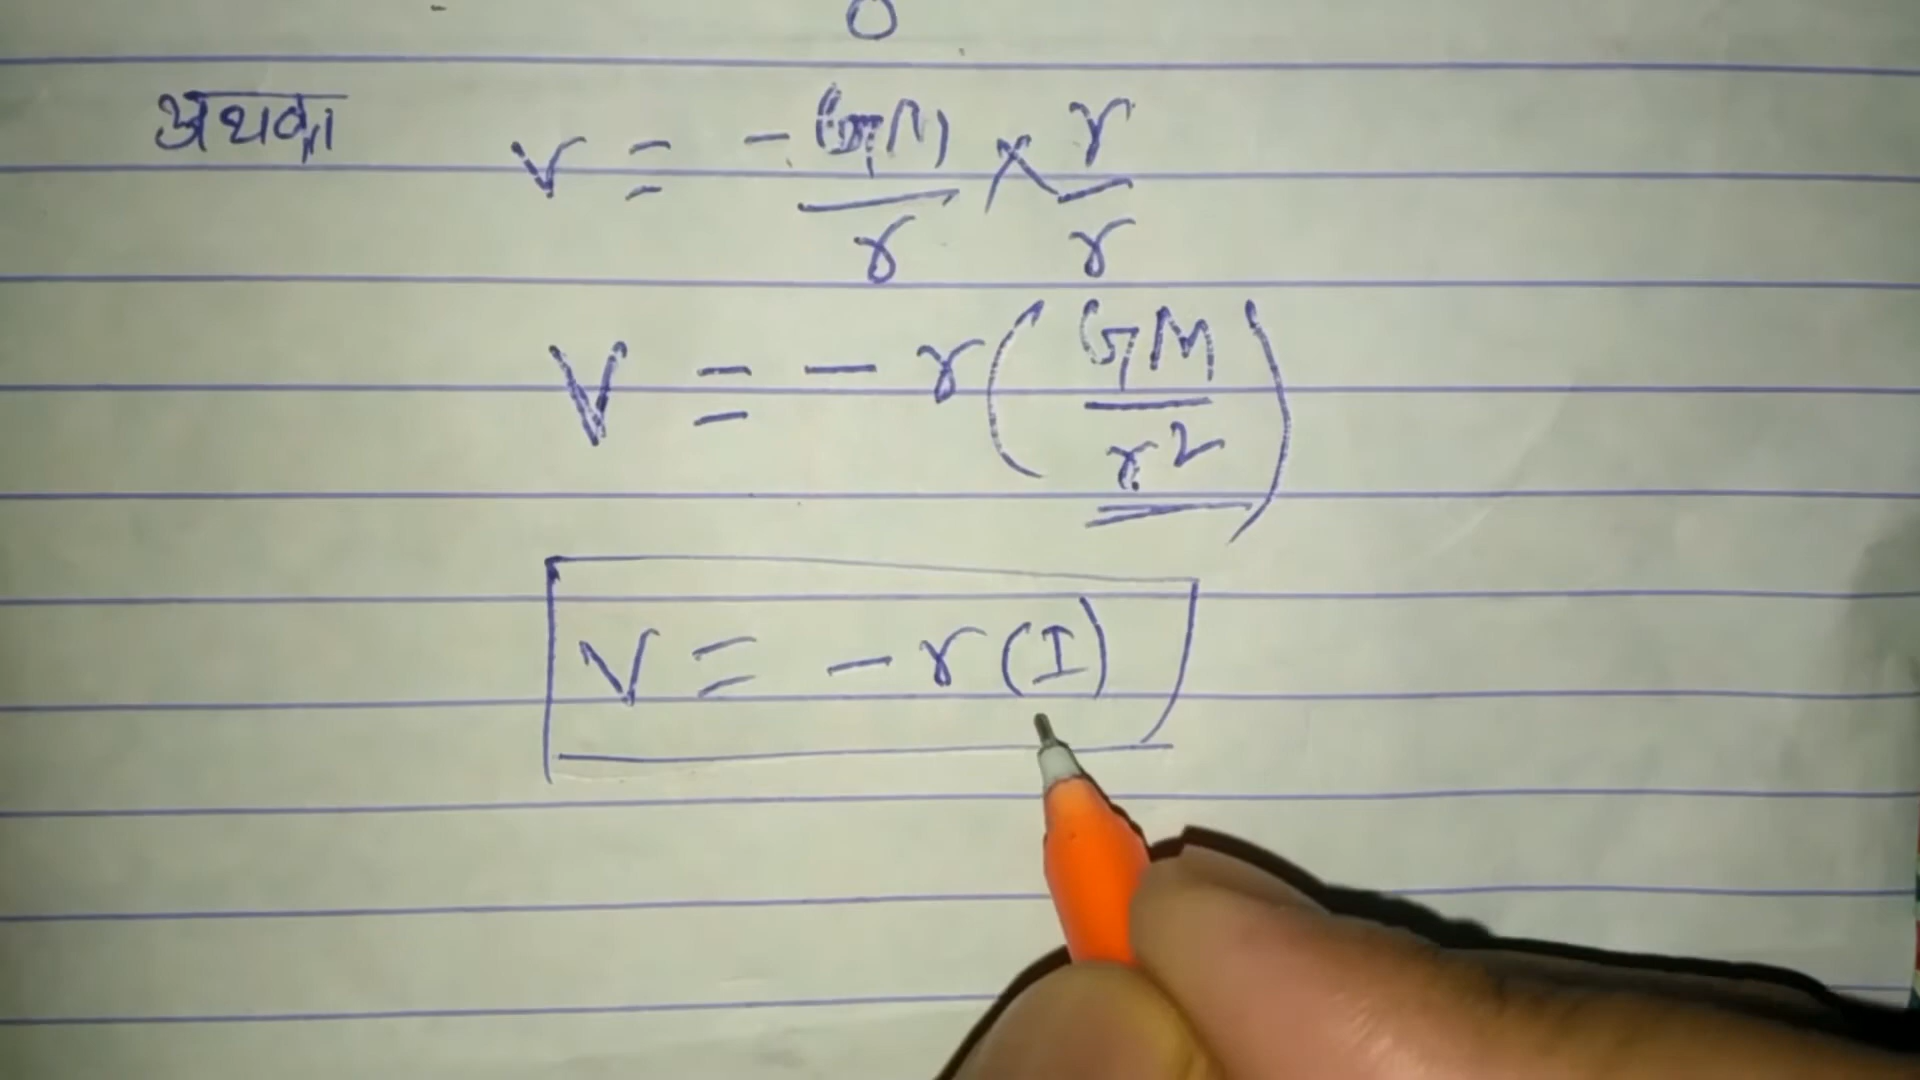 अथवा V = - GM/r × r/r
V = - r ( GM/r² )
V = - r (I)